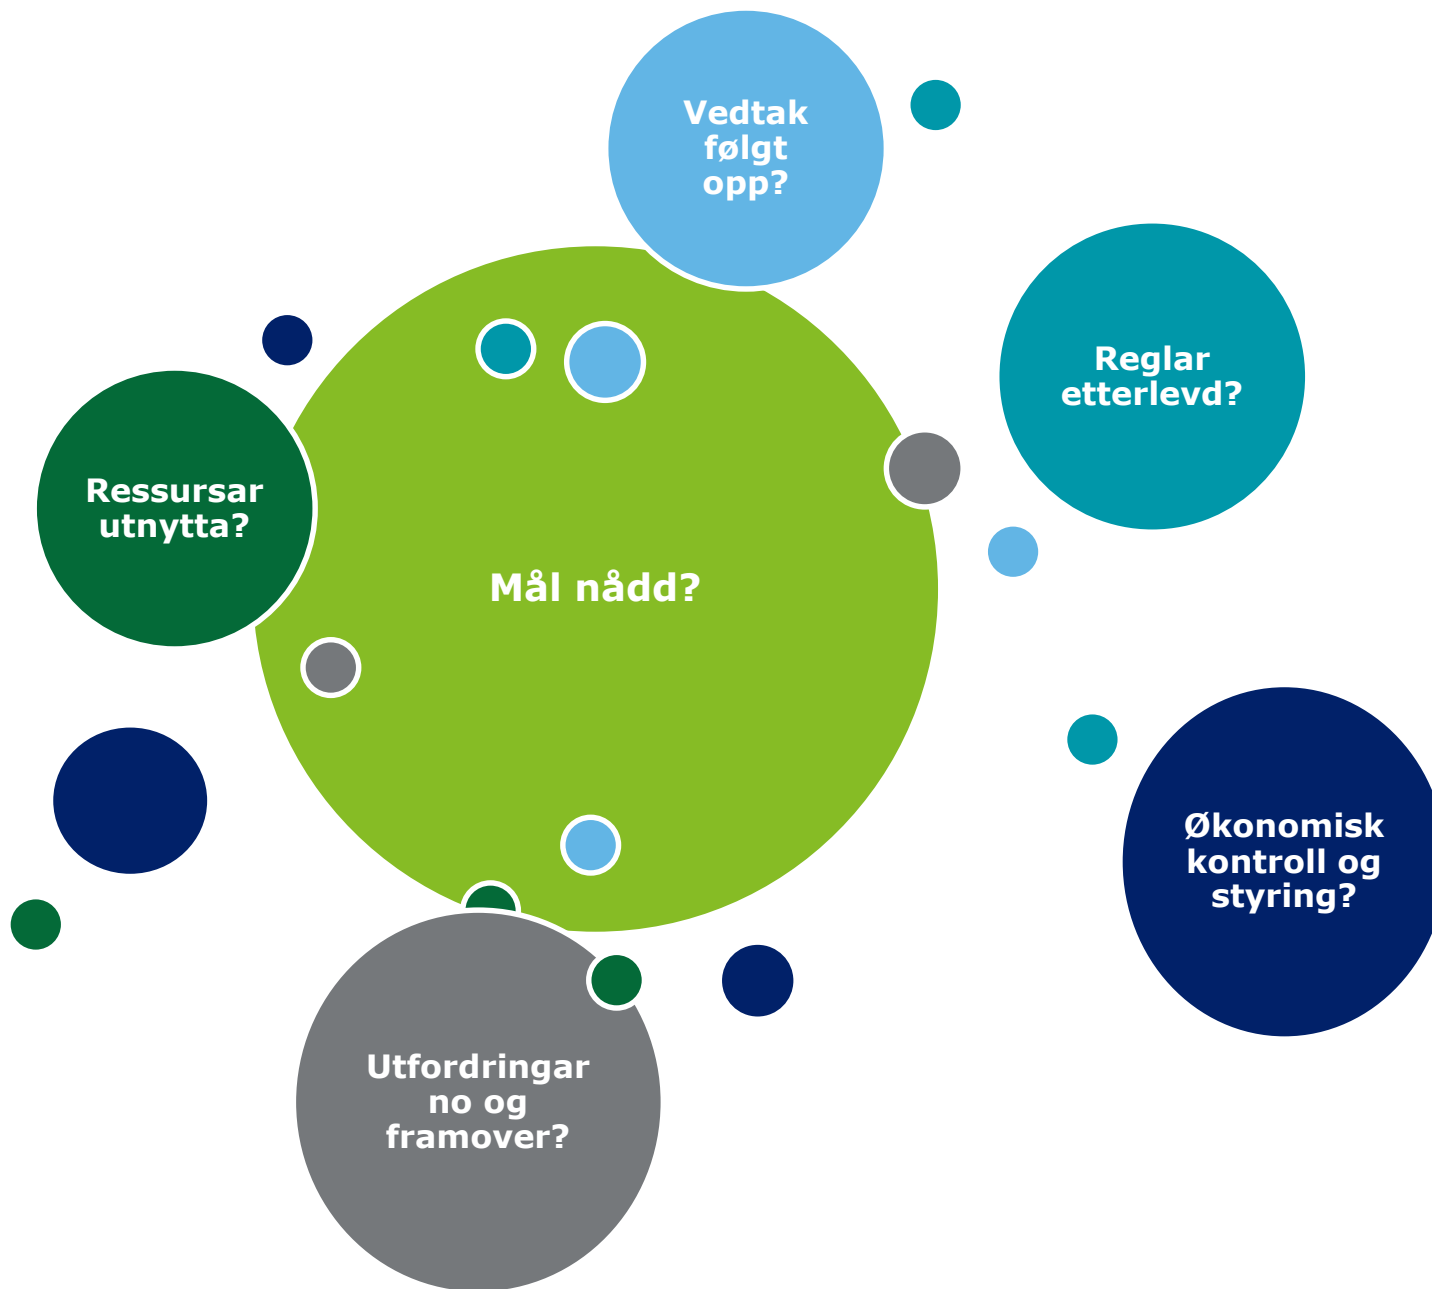 Vedtak
følgt
opp?
Reglar
etterlevd?
Ressursar
utnytta?
Mål nådd?
Økonomisk
kontroll og
styring?
Utfordringar
no og
framover?